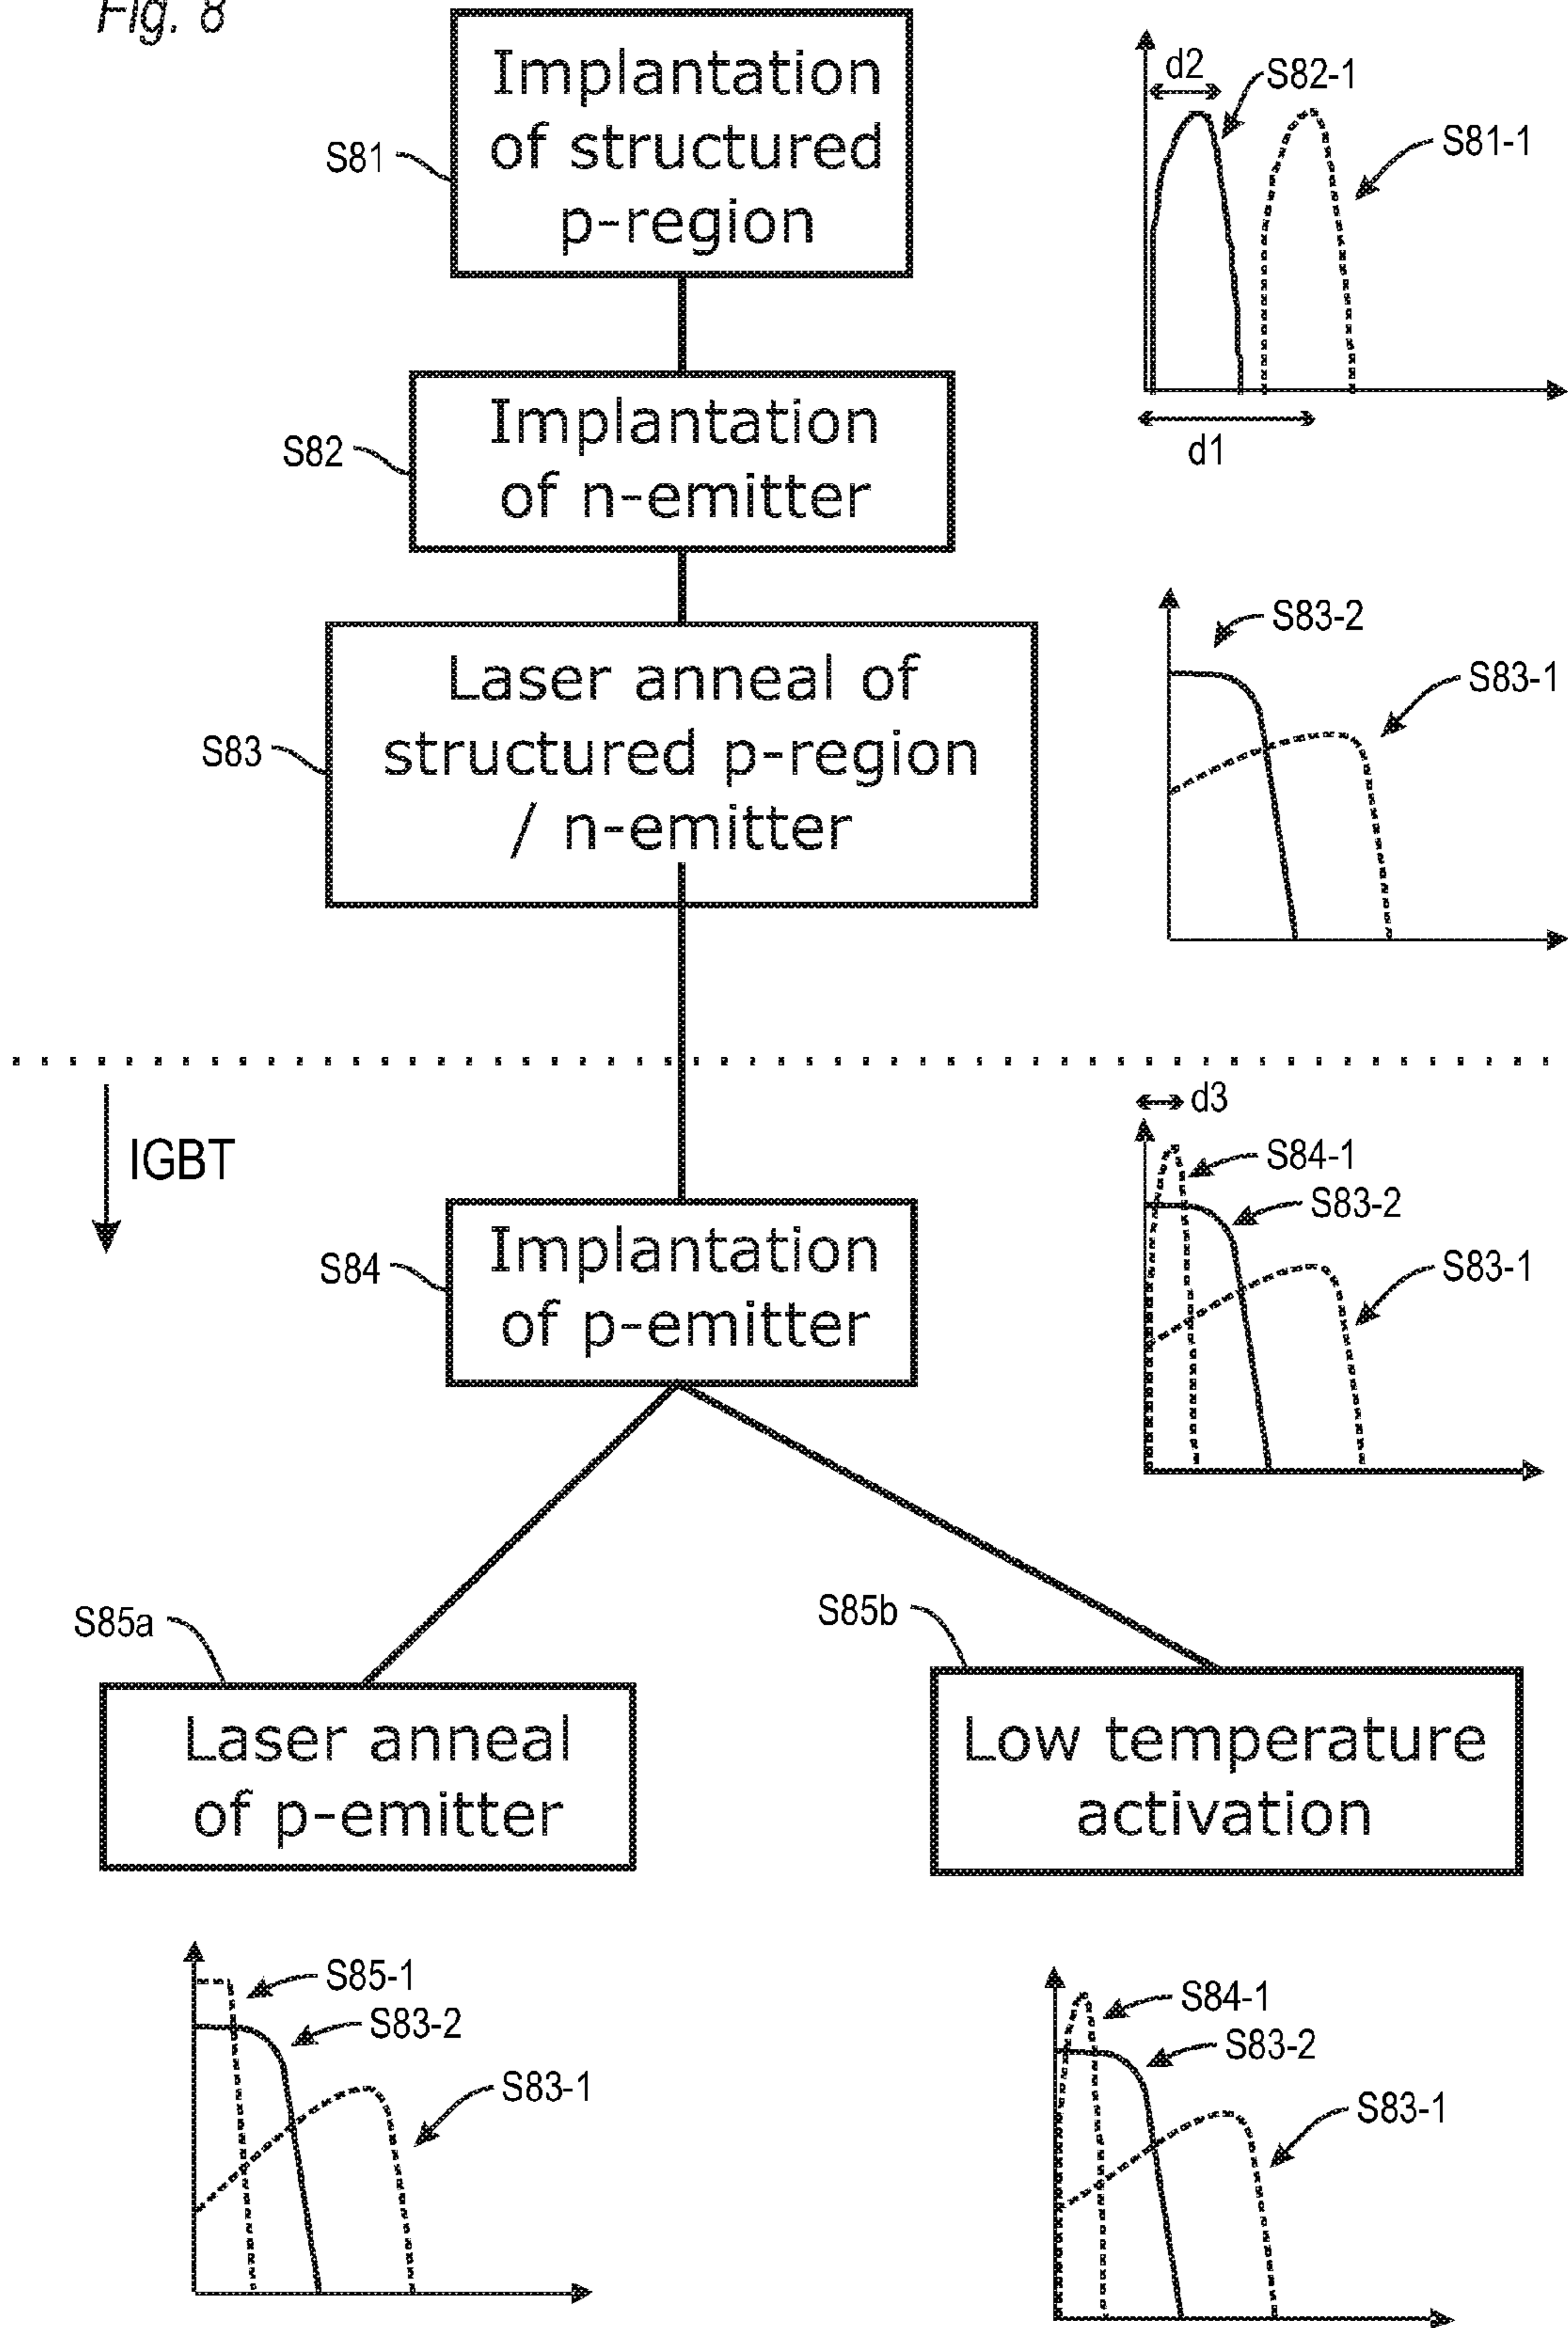 Fig. 8
Implantation
of structured
p-region
S81
d2
S82-1
S81-1
d1
Implantation
of n-emitter
S82
Laser anneal of
structured p-region
/ n-emitter
S83
S83-2
S83-1
IGBT
Implantation
of p-emitter
S84
d3
S84-1
S83-2
S83-1
S85a
Laser anneal
of p-emitter
S85b
Low temperature
activation
S85-1
S83-2
S83-1
S84-1
S83-2
S83-1